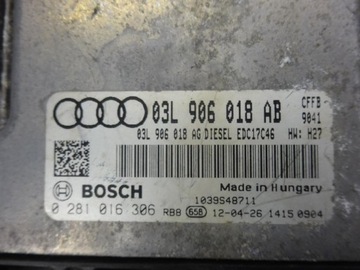 03L 906 018 AB CFFB
9041
03L 906 018 AG DIESEL EDC17C46 HW: H27
BOSCH Made in Hungary
1039S48711
0 281 016 306 RBB 658 12-04-26 1415 0904